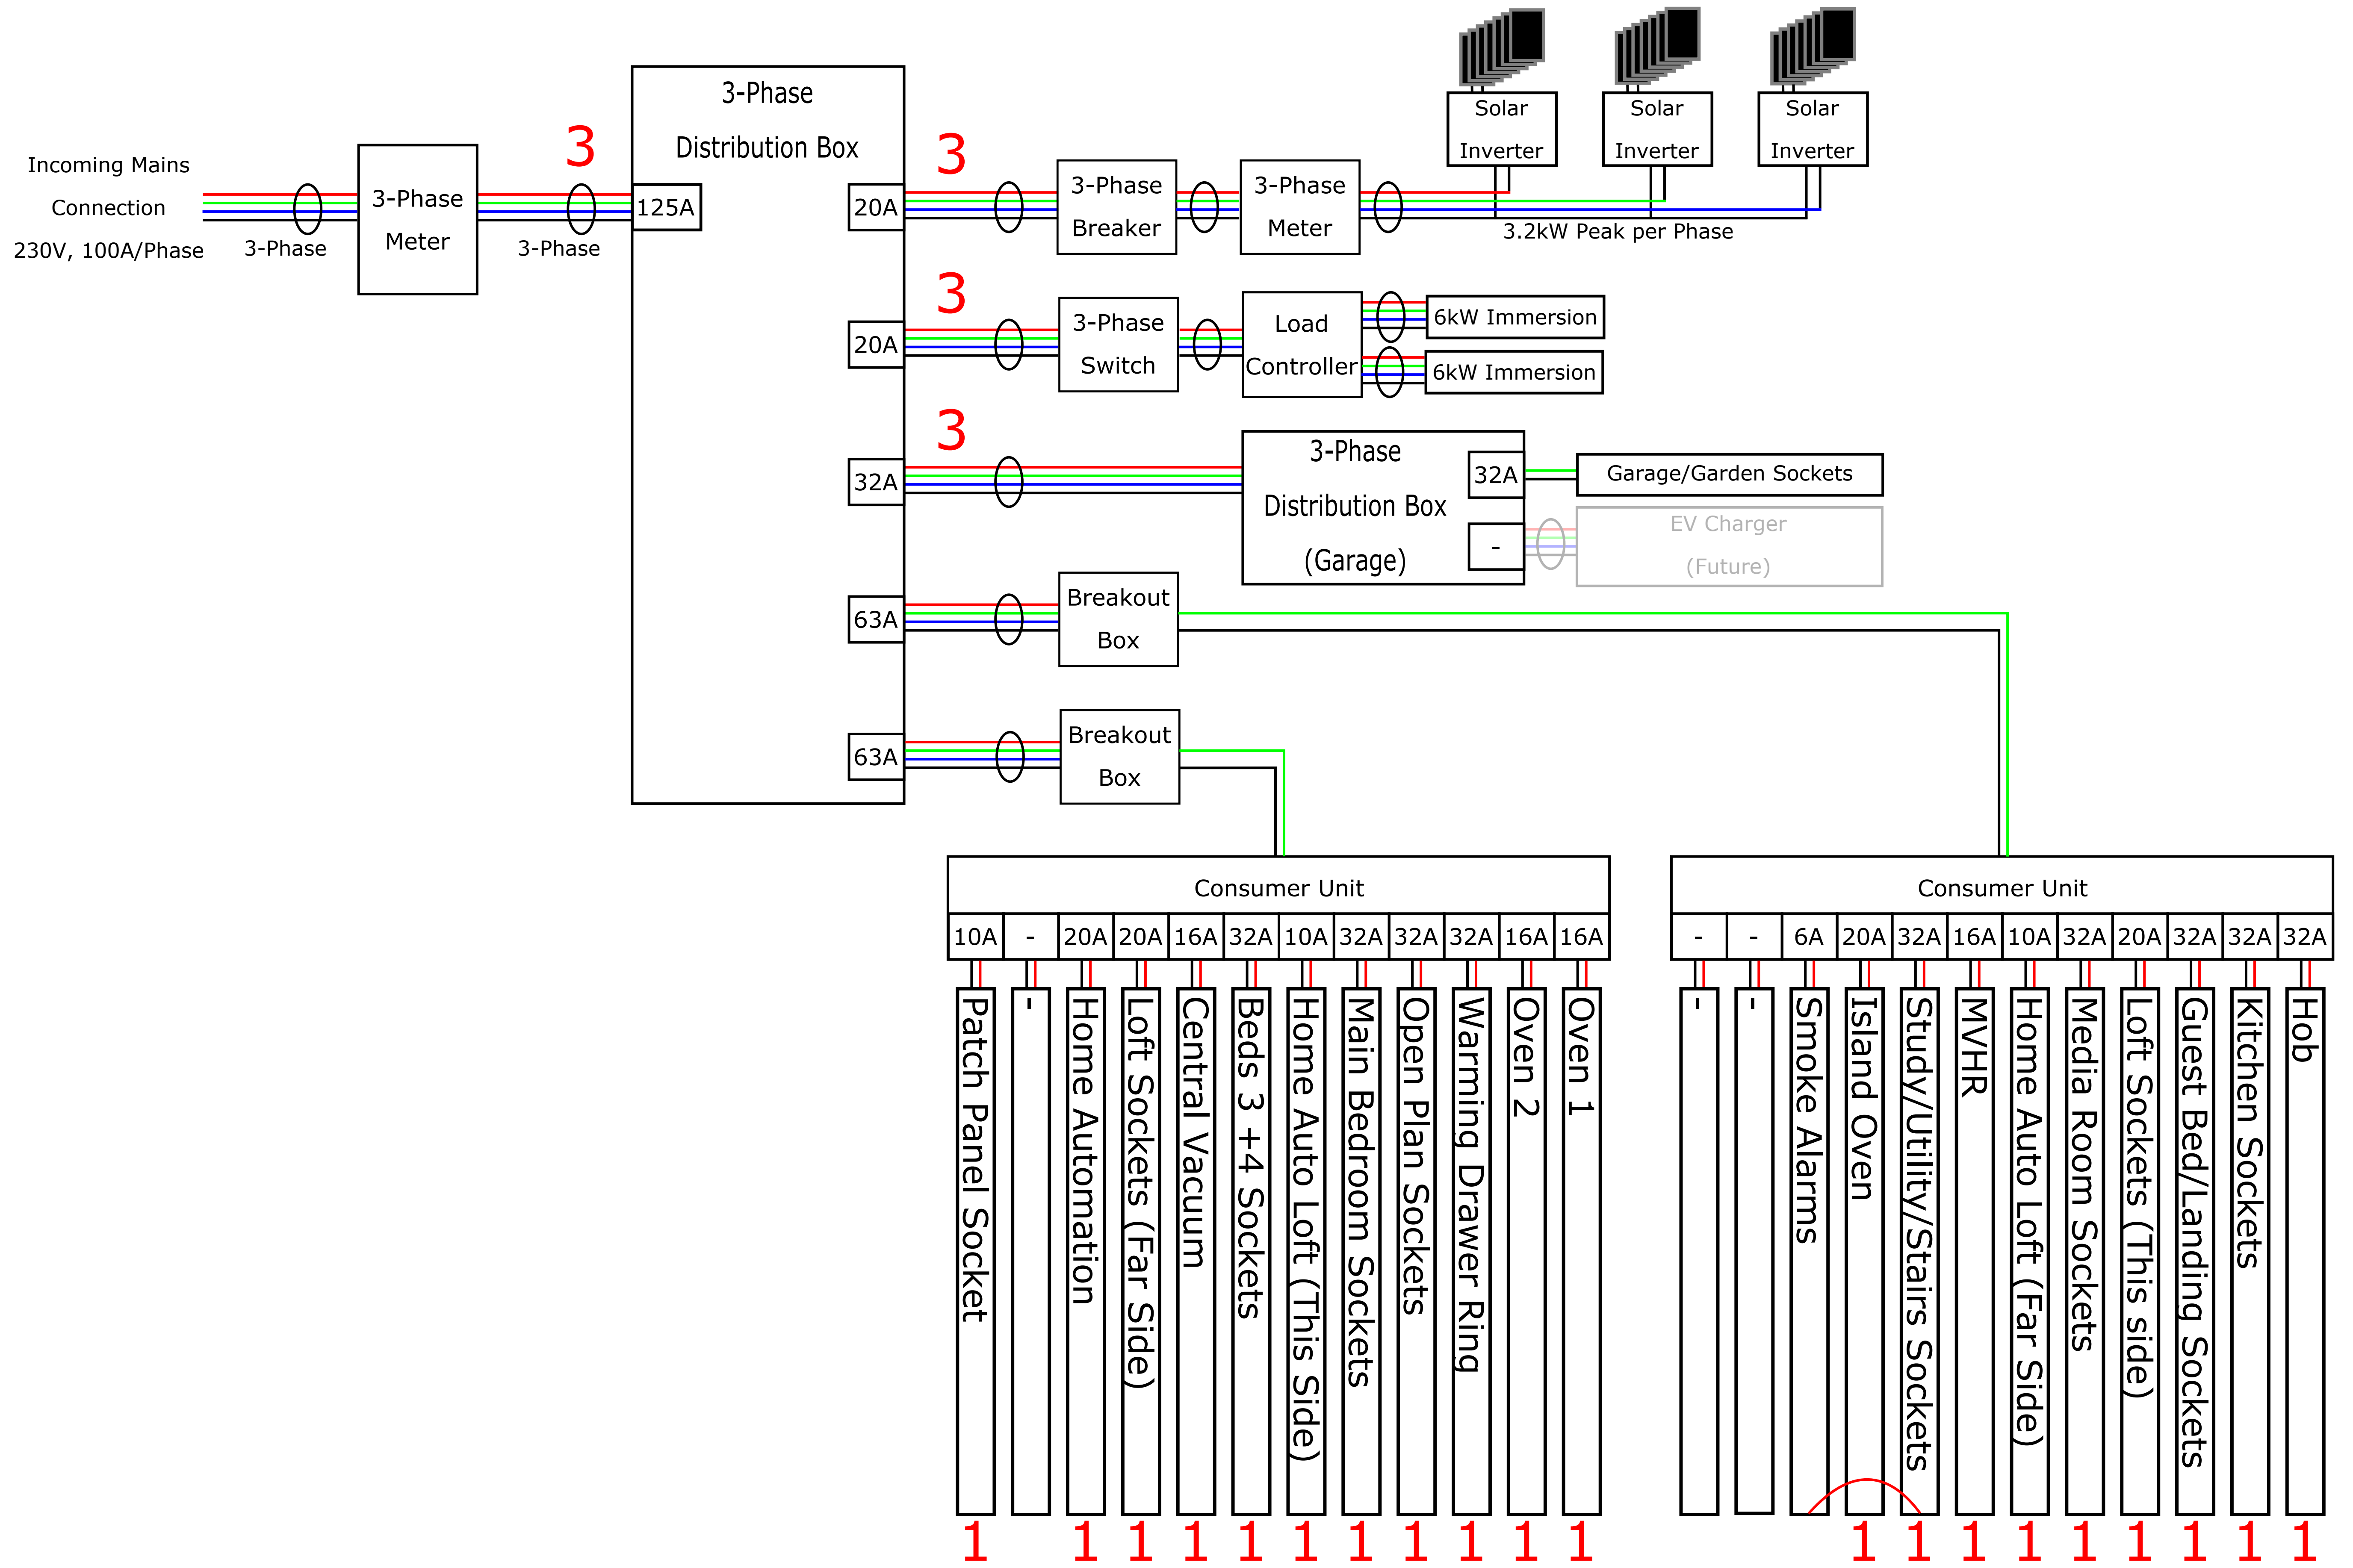 Incoming Mains
Connection
230V, 100A/Phase
3-Phase
3-Phase
Meter
3-Phase
3
3-Phase
Distribution Box
125A
20A
3
3-Phase
Breaker
3-Phase
Meter
Solar
Inverter
Solar
Inverter
Solar
Inverter
3.2kW Peak per Phase
20A
3
3-Phase
Switch
Load
Controller
6kW Immersion
6kW Immersion
32A
3
3-Phase
Distribution Box
(Garage)
32A
Garage/Garden Sockets
-
EV Charger
(Future)
63A
Breakout
Box
63A
Breakout
Box
Consumer Unit
10A - 20A 20A 16A 32A 10A 32A 32A 32A 16A 16A
Patch Panel Socket
-
Home Automation
Loft Sockets (Far Side)
Central Vacuum
Beds 3 +4 Sockets
Home Auto Loft (This Side)
Main Bedroom Sockets
Open Plan Sockets
Warming Drawer Ring
Oven 2
Oven 1
1 1 1 1 1 1 1 1 1 1 1
Consumer Unit
- - 6A 20A 32A 16A 10A 32A 20A 32A 32A 32A
-
-
Smoke Alarms
Island Oven
Study/Utility/Stairs Sockets
MVHR
Home Auto Loft (Far Side)
Media Room Sockets
Loft Sockets (This side)
Guest Bed/Landing Sockets
Kitchen Sockets
Hob
1 1 1 1 1 1 1 1 1